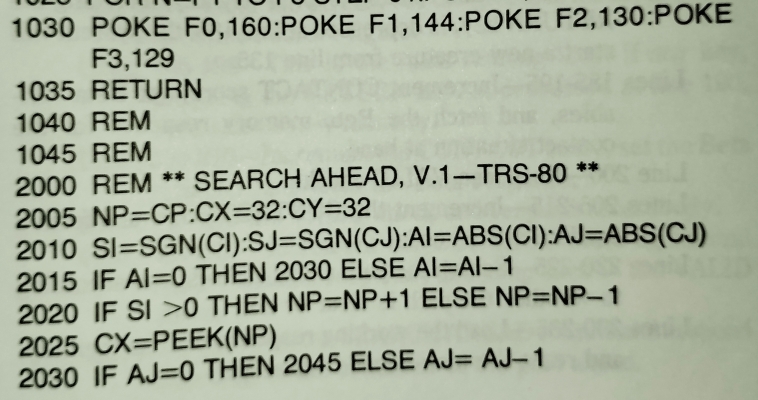 1030 POKE F0,160:POKE F1,144:POKE F2,130:POKE
F3,129
1035 RETURN
1040 REM
1045 REM
2000 REM ** SEARCH AHEAD, V.1—TRS-80 **
2005 NP=CP:CX=32:CY=32
2010 SI=SGN(CI):SJ=SGN(CJ):AI=ABS(CI):AJ=ABS(CJ)
2015 IF AI=0 THEN 2030 ELSE AI=AI-1
2020 IF SI >0 THEN NP=NP+1 ELSE NP=NP-1
2025 CX=PEEK(NP)
2030 IF AJ=0 THEN 2045 ELSE AJ= AJ-1